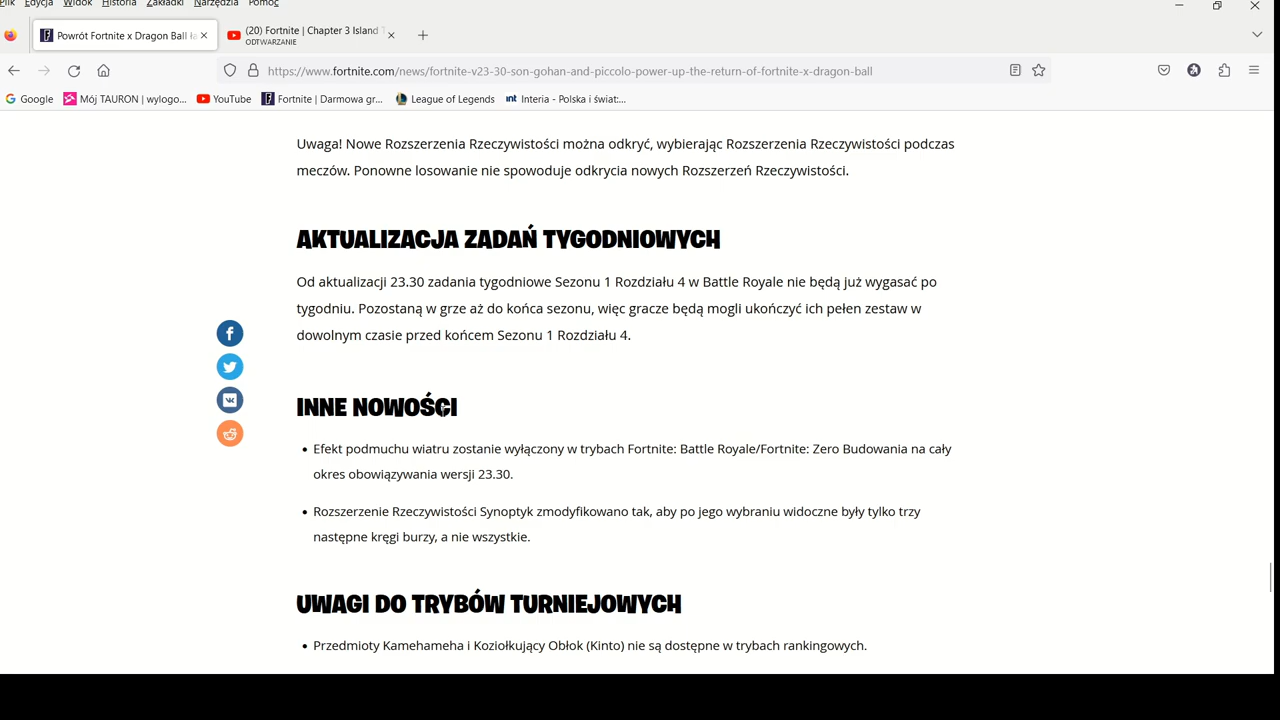 Plik Edycja Widok Historia Zakładki Narzędzia Pomoc
Powrót Fortnite x Dragon Ball
(20) Fortnite | Chapter 3 Island
ODTWARZANIE
https://www.fortnite.com/news/fortnite-v23-30-son-gohan-and-piccolo-power-up-the-return-of-fortnite-x-dragon-ball
Google Mój TAURON | wylogo... YouTube Fortnite | Darmowa gr... League of Legends Interia - Polska i świat:...
Uwaga! Nowe Rozszerzenia Rzeczywistości można odkryć, wybierając Rozszerzenia Rzeczywistości podczas
meczów. Ponowne losowanie nie spowoduje odkrycia nowych Rozszerzeń Rzeczywistości.
AKTUALIZACJA ZADAŃ TYGODNIOWYCH
Od aktualizacji 23.30 zadania tygodniowe Sezonu 1 Rozdziału 4 w Battle Royale nie będą już wygasać po
tygodniu. Pozostaną w grze aż do końca sezonu, więc gracze będą mogli ukończyć ich pełen zestaw w
dowolnym czasie przed końcem Sezonu 1 Rozdziału 4.
INNE NOWOŚCI
• Efekt podmuchu wiatru zostanie wyłączony w trybach Fortnite: Battle Royale/Fortnite: Zero Budowania na cały
okres obowiązywania wersji 23.30.
• Rozszerzenie Rzeczywistości Synoptyk zmodyfikowano tak, aby po jego wybraniu widoczne były tylko trzy
następne kręgi burzy, a nie wszystkie.
UWAGI DO TRYBÓW TURNIEJOWYCH
• Przedmioty Kamehameha i Koziołkujący Obłok (Kinto) nie są dostępne w trybach rankingowych.